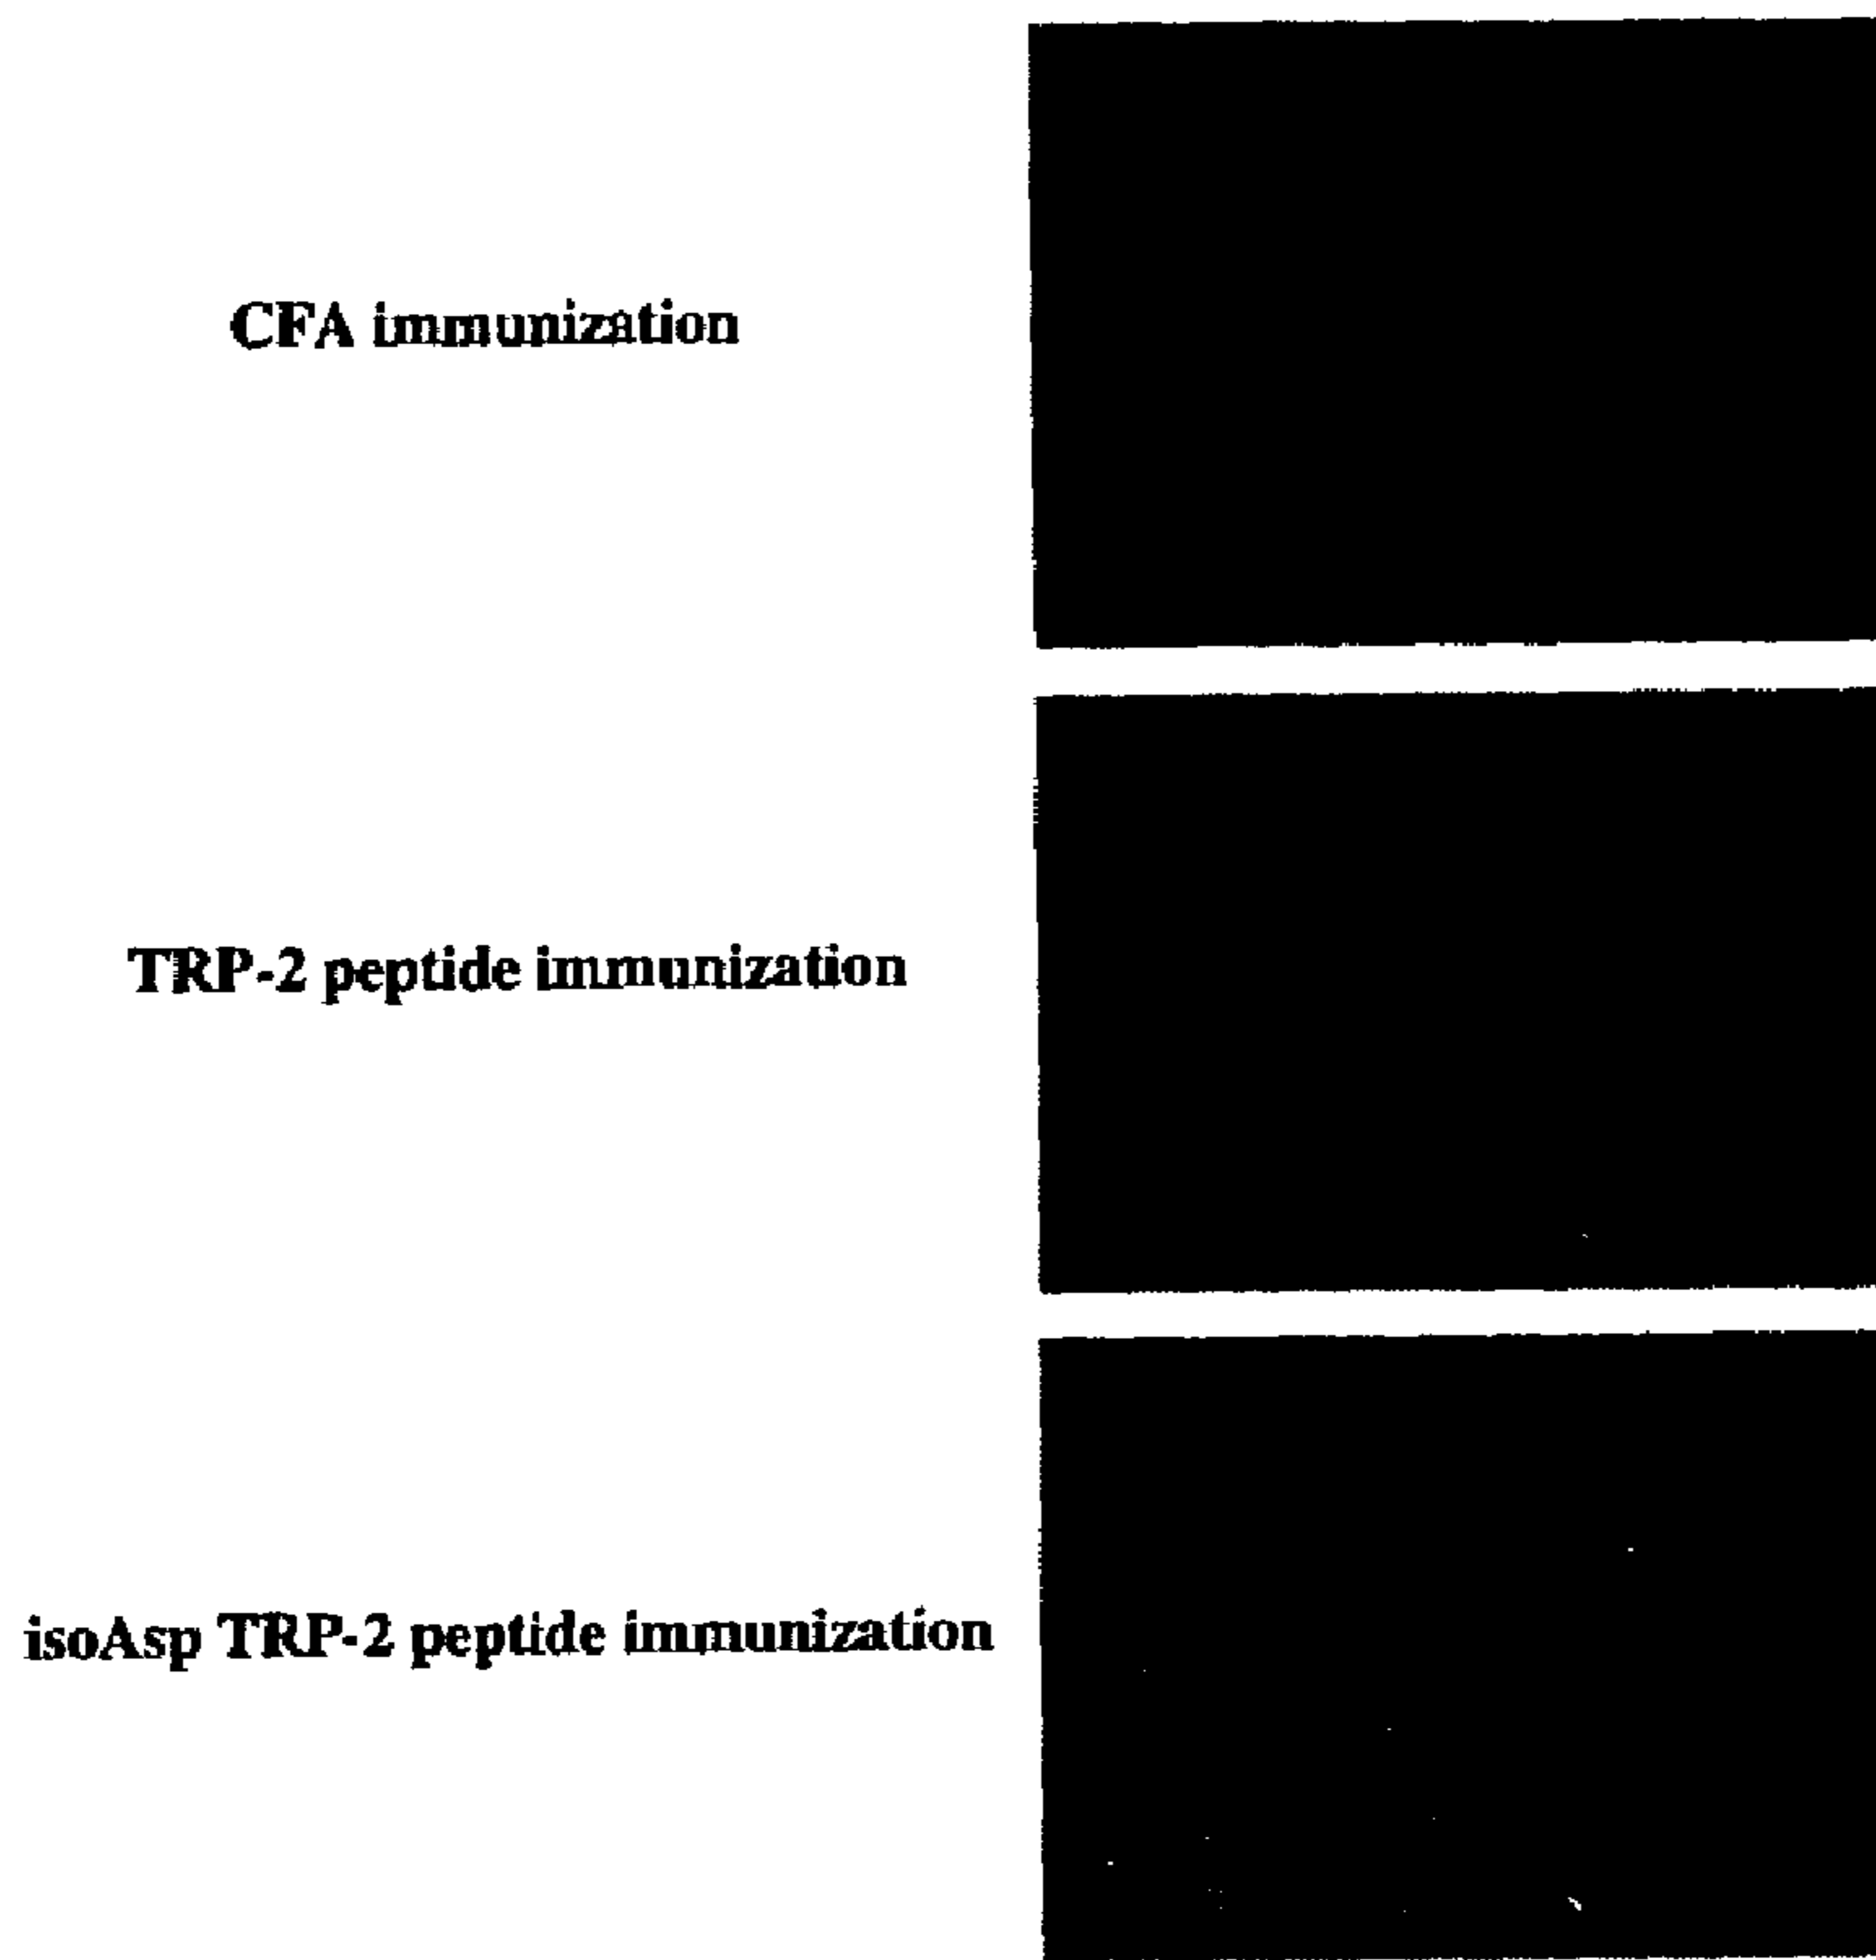 CFA immunization
TRP-2 peptide immunization
isoAsp TRP-2 peptide immunization